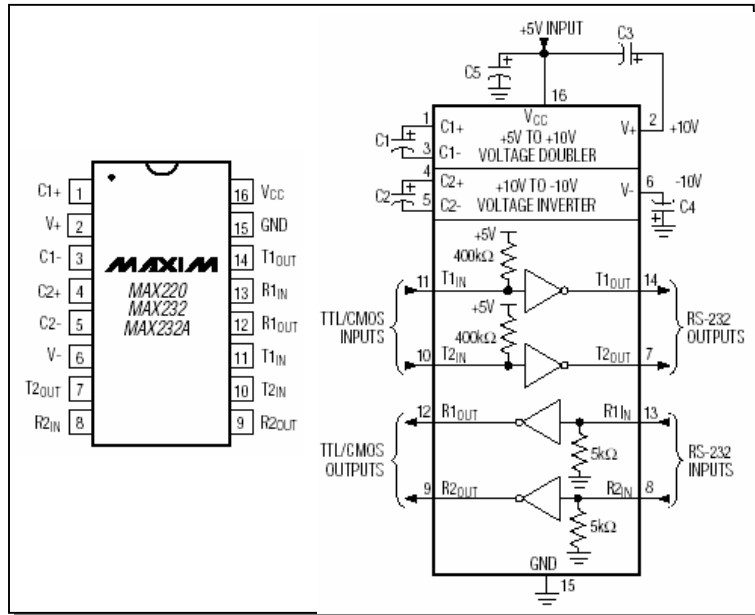 C1+ 1
V+ 2
C1- 3
C2+ 4
C2- 5
V- 6
T2OUT 7
R2IN 8
MAXIM
MAX220
MAX232
MAX232A
16 VCC
15 GND
14 T1OUT
13 R1IN
12 R1OUT
11 T1IN
10 T2IN
9 R2OUT
+5V INPUT
C3
+
C5 +
+
16
VCC
1 C1+
+5V TO +10V
VOLTAGE DOUBLER
V+ 2 +10V
C1 +
3 C1-
4 C2+
+10V TO -10V
VOLTAGE INVERTER
V- 6 -10V
C2 +
5 C2-
+ C4
+5V
400kΩ
11 T1IN
T1OUT 14
TTL/CMOS
INPUTS
RS-232
OUTPUTS
+5V
400kΩ
10 T2IN
T2OUT 7
12 R1OUT
R1IN 13
5kΩ
TTL/CMOS
OUTPUTS
RS-232
INPUTS
9 R2OUT
R2IN 8
5kΩ
GND
15